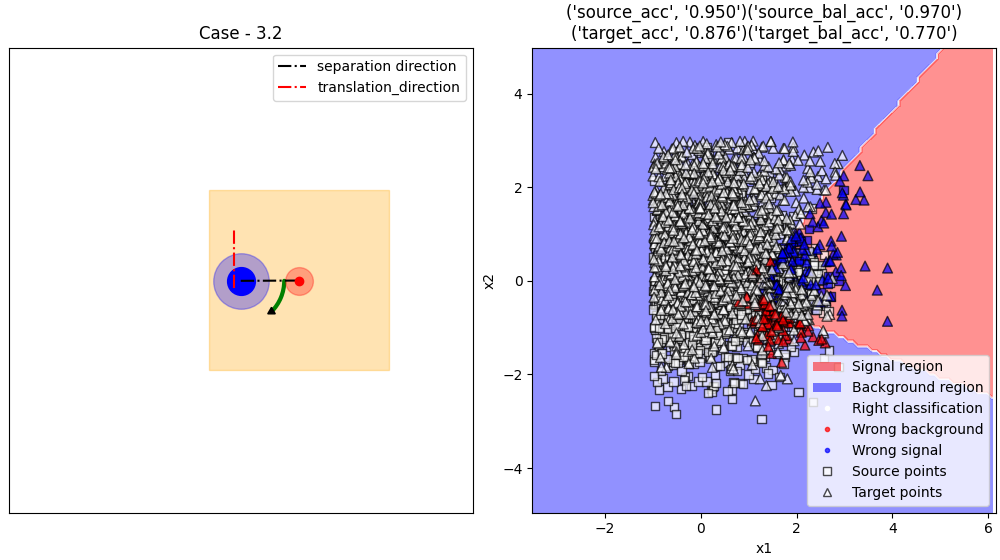 Case - 3.2
separation direction
translation_direction
('source_acc', '0.950')('source_bal_acc', '0.970')
('target_acc', '0.876')('target_bal_acc', '0.770')
4
2
0
−2
−4
x2
Signal region
Background region
Right classification
Wrong background
Wrong signal
Source points
Target points
−2
0
2
4
6
x1